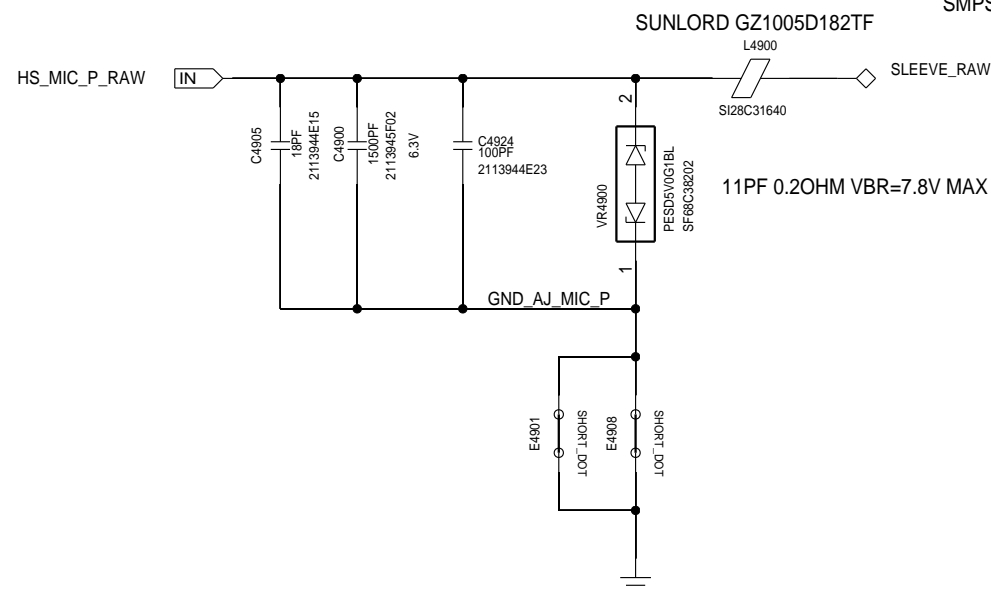 SMPS
SUNLORD GZ1005D182TF
L4900
HS_MIC_P_RAW
IN
SLEEVE_RAW
SI28C31640
C4905
18PF
2113944E15
C4900
1500PF
2113945F02
6.3V
C4924
100PF
2113944E23
2
VR4900
PESD5V0G1BL
SF68C38202
11PF 0.2OHM VBR=7.8V MAX
1
GND_AJ_MIC_P
E4901
SHORT_DOT
E4908
SHORT_DOT